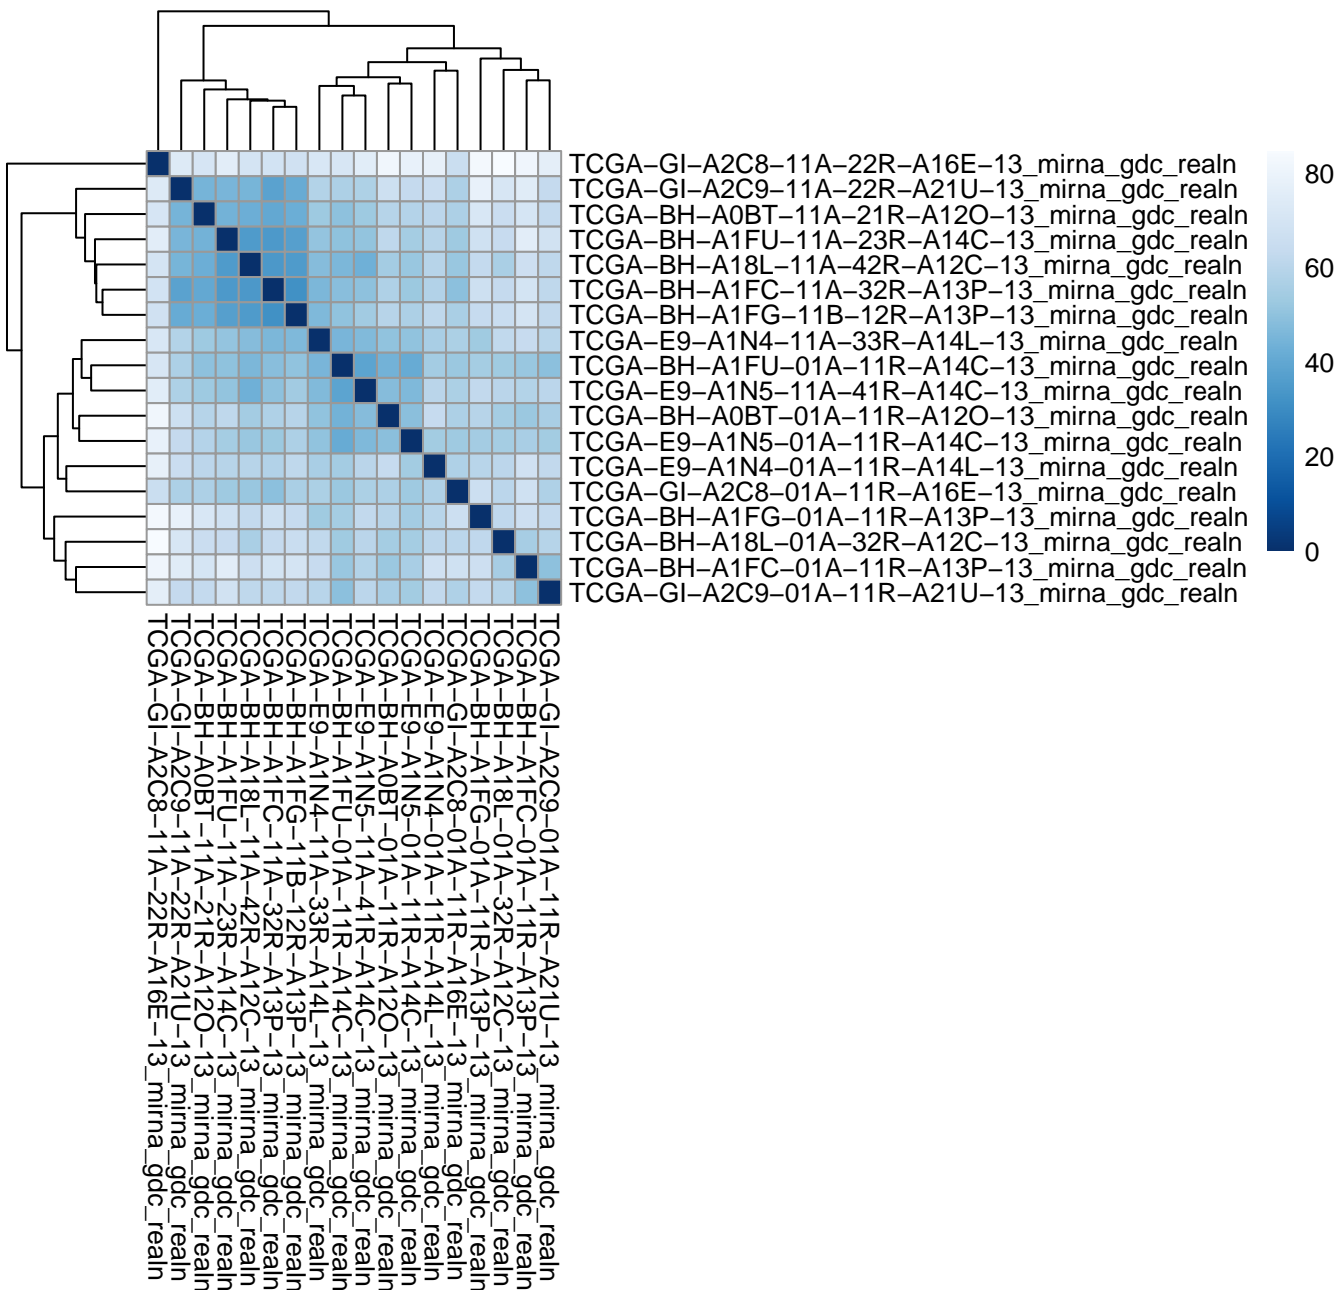 TCGA−GI−A2C8−11A−22R−A16E−13_mirna_gdc_realn
TCGA−GI−A2C9−11A−22R−A21U−13_mirna_gdc_realn
TCGA−BH−A0BT−11A−21R−A12O−13_mirna_gdc_realn
TCGA−BH−A1FU−11A−23R−A14C−13_mirna_gdc_realn
TCGA−BH−A18L−11A−42R−A12C−13_mirna_gdc_realn
TCGA−BH−A1FC−11A−32R−A13P−13_mirna_gdc_realn
TCGA−BH−A1FG−11B−12R−A13P−13_mirna_gdc_realn
TCGA−E9−A1N4−11A−33R−A14L−13_mirna_gdc_realn
TCGA−BH−A1FU−01A−11R−A14C−13_mirna_gdc_realn
TCGA−E9−A1N5−11A−41R−A14C−13_mirna_gdc_realn
TCGA−BH−A0BT−01A−11R−A12O−13_mirna_gdc_realn
TCGA−E9−A1N5−01A−11R−A14C−13_mirna_gdc_realn
TCGA−E9−A1N4−01A−11R−A14L−13_mirna_gdc_realn
TCGA−GI−A2C8−01A−11R−A16E−13_mirna_gdc_realn
TCGA−BH−A1FG−01A−11R−A13P−13_mirna_gdc_realn
TCGA−BH−A18L−01A−32R−A12C−13_mirna_gdc_realn
TCGA−BH−A1FC−01A−11R−A13P−13_mirna_gdc_realn
TCGA−GI−A2C9−01A−11R−A21U−13_mirna_gdc_realn
80
60
40
20
0
TCGA−GI−A2C8−11A−22R−A16E−13_mirna_gdc_realn
TCGA−GI−A2C9−11A−22R−A21U−13_mirna_gdc_realn
TCGA−BH−A0BT−11A−21R−A12O−13_mirna_gdc_realn
TCGA−BH−A1FU−11A−23R−A14C−13_mirna_gdc_realn
TCGA−BH−A18L−11A−42R−A12C−13_mirna_gdc_realn
TCGA−BH−A1FC−11A−32R−A13P−13_mirna_gdc_realn
TCGA−BH−A1FG−11B−12R−A13P−13_mirna_gdc_realn
TCGA−E9−A1N4−11A−33R−A14L−13_mirna_gdc_realn
TCGA−BH−A1FU−01A−11R−A14C−13_mirna_gdc_realn
TCGA−E9−A1N5−11A−41R−A14C−13_mirna_gdc_realn
TCGA−BH−A0BT−01A−11R−A12O−13_mirna_gdc_realn
TCGA−E9−A1N5−01A−11R−A14C−13_mirna_gdc_realn
TCGA−E9−A1N4−01A−11R−A14L−13_mirna_gdc_realn
TCGA−GI−A2C8−01A−11R−A16E−13_mirna_gdc_realn
TCGA−BH−A1FG−01A−11R−A13P−13_mirna_gdc_realn
TCGA−BH−A18L−01A−32R−A12C−13_mirna_gdc_realn
TCGA−BH−A1FC−01A−11R−A13P−13_mirna_gdc_realn
TCGA−GI−A2C9−01A−11R−A21U−13_mirna_gdc_realn